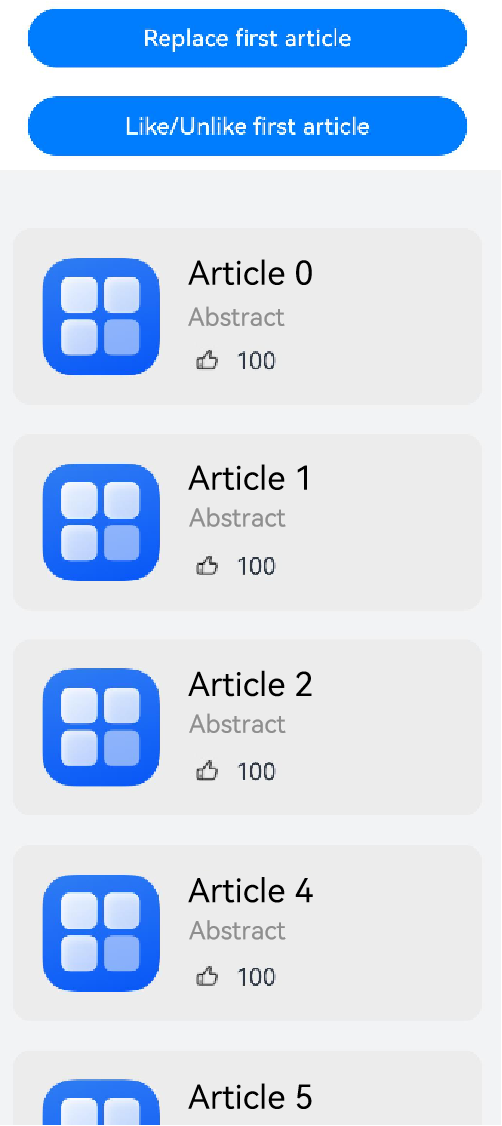 Replace first article
Like/Unlike first article
Article 0
Abstract
100
Article 1
Abstract
100
Article 2
Abstract
100
Article 4
Abstract
100
Article 5